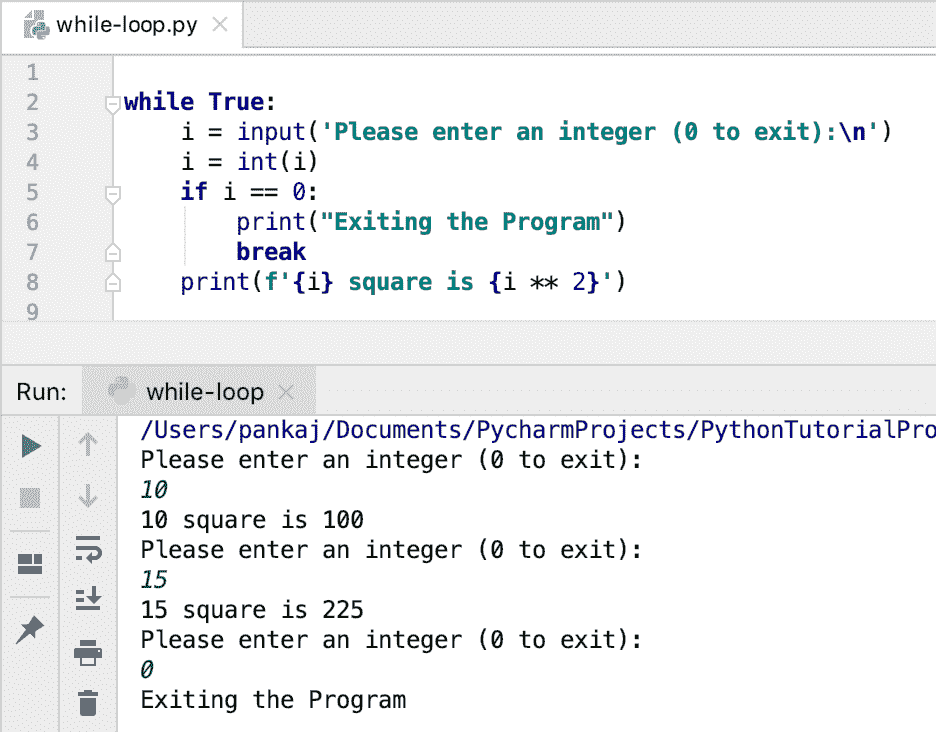 while-loop.py
1
2 while True:
3     i = input('Please enter an integer (0 to exit):\n')
4     i = int(i)
5     if i == 0:
6         print("Exiting the Program")
7         break
8     print(f'{i} square is {i ** 2}')
9
Run: while-loop
/Users/pankaj/Documents/PycharmProjects/PythonTutorialPro
Please enter an integer (0 to exit):
10
10 square is 100
Please enter an integer (0 to exit):
15
15 square is 225
Please enter an integer (0 to exit):
0
Exiting the Program